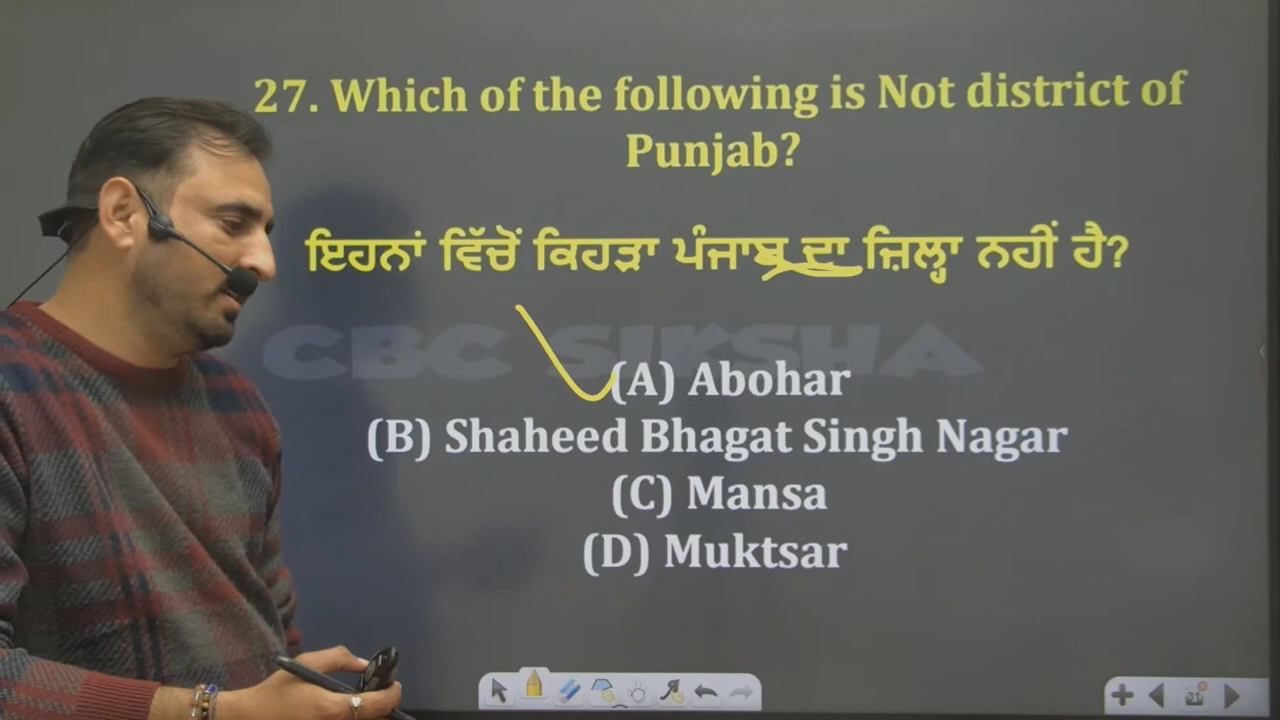 27. Which of the following is Not district of
Punjab?
ਇਹਨਾਂ ਵਿੱਚੋਂ ਕਿਹੜਾ ਪੰਜਾਬ ਦਾ ਜ਼ਿਲ੍ਹਾ ਨਹੀਂ ਹੈ?
CBC SIKSHA
(A) Abohar
(B) Shaheed Bhagat Singh Nagar
(C) Mansa
(D) Muktsar
31